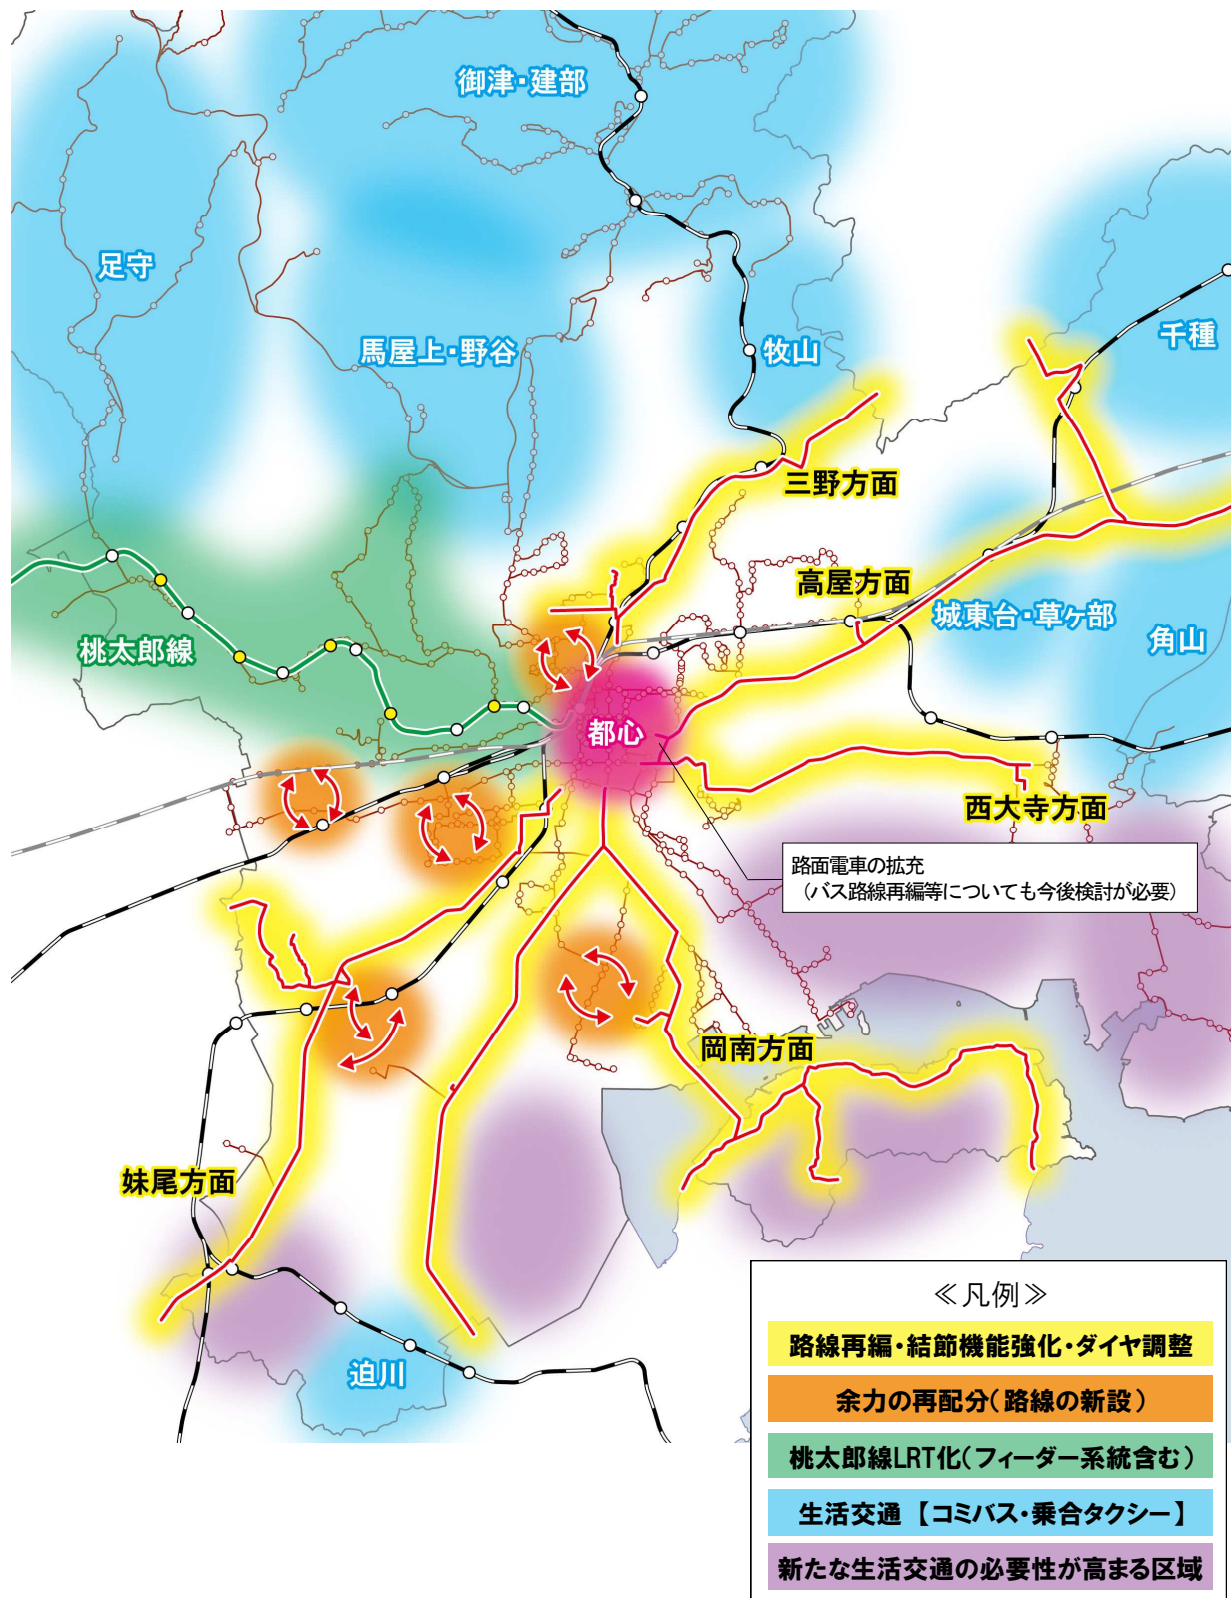 御津・建部
足守
馬屋上・野谷
牧山
千種
三野方面
高屋方面
城東台・草ヶ部
角山
桃太郎線
都心
西大寺方面
路面電車の拡充
（バス路線再編等についても今後検討が必要）
岡南方面
妹尾方面
迫川
≪凡例≫
路線再編・結節機能強化・ダイヤ調整
余力の再配分（路線の新設）
桃太郎線LRT化（フィーダー系統含む）
生活交通【コミバス・乗合タクシー】
新たな生活交通の必要性が高まる区域